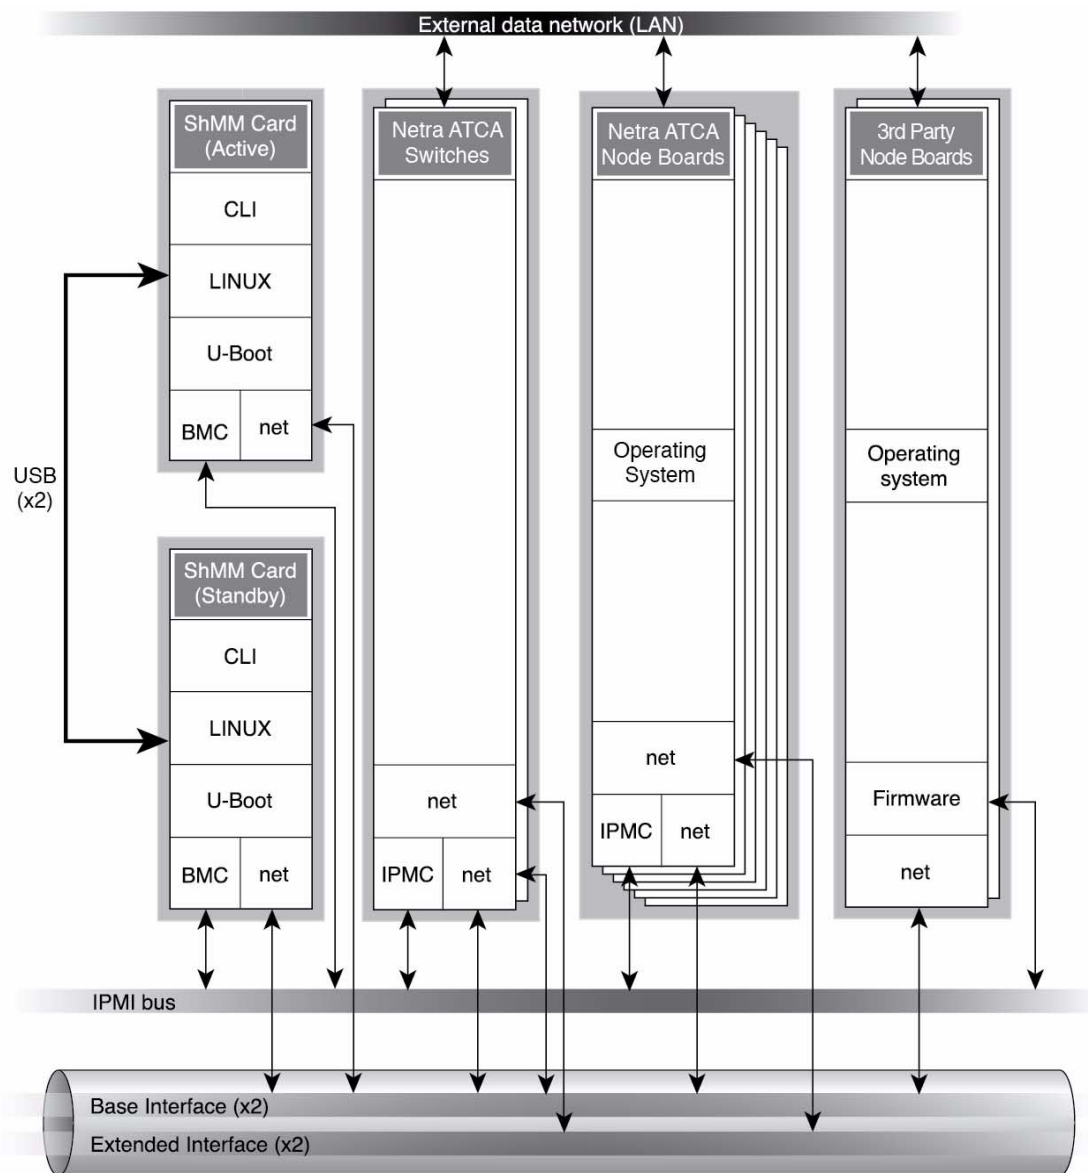 External data network (LAN)
ShMM Card
(Active)
CLI
LINUX
U-Boot
BMC
net
USB
(x2)
ShMM Card
(Standby)
CLI
LINUX
U-Boot
BMC
net
Netra ATCA
Switches
net
IPMC
net
Netra ATCA
Node Boards
Operating
System
net
IPMC
net
3rd Party
Node Boards
Operating
system
Firmware
net
IPMI bus
Base Interface (x2)
Extended Interface (x2)